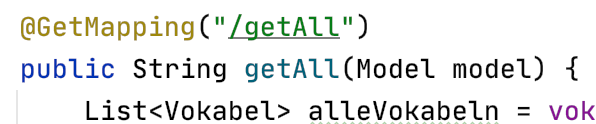 @GetMapping("/getAll")
public String getAll(Model model) {
List<Vokabel> alleVokabeln = vok